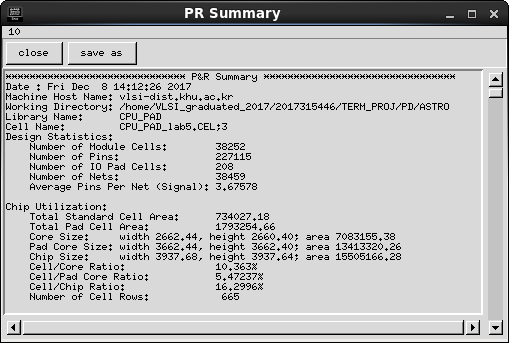 PR Summary
10
close save as
******************************* P&R Summary ********************************
Date : Fri Dec  8 14:12:26 2017
Machine Host Name: vlsi-dist.khu.ac.kr
Working Directory: /home/VLSI_graduated_2017/2017315446/TERM_PROJ/PD/ASTRO
Library Name:      CPU_PAD
Cell Name:         CPU_PAD_lab5.CEL;3
Design Statistics:
    Number of Module Cells:        38252
    Number of Pins:                227115
    Number of IO Pad Cells:        208
    Number of Nets:                38459
    Average Pins Per Net (Signal): 3.67578
Chip Utilization:
    Total Standard Cell Area:      734027.18
    Total Pad Cell Area:           1793254.66
    Core Size:     width 2662.44, height 2660.40; area 7083155.38
    Pad Core Size: width 3662.44, height 3662.40; area 13413320.26
    Chip Size:     width 3937.68, height 3937.64; area 15505166.28
    Cell/Core Ratio:               10.363%
    Cell/Pad Core Ratio:           5.47237%
    Cell/Chip Ratio:               16.2996%
    Number of Cell Rows:            665